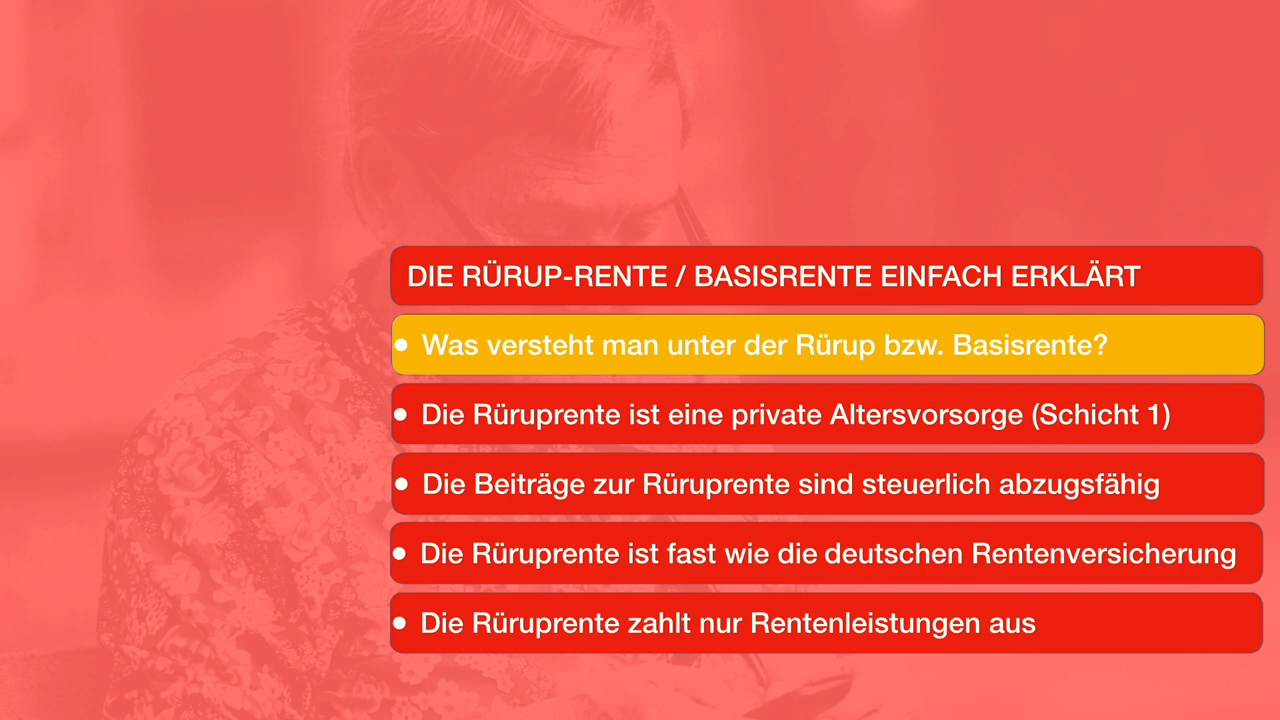 DIE RÜRUP-RENTE / BASISRENTE EINFACH ERKLÄRT
• Was versteht man unter der Rürup bzw. Basisrente?
• Die Rüruprente ist eine private Altersvorsorge (Schicht 1)
• Die Beiträge zur Rüruprente sind steuerlich abzugsfähig
• Die Rüruprente ist fast wie die deutschen Rentenversicherung
• Die Rüruprente zahlt nur Rentenleistungen aus